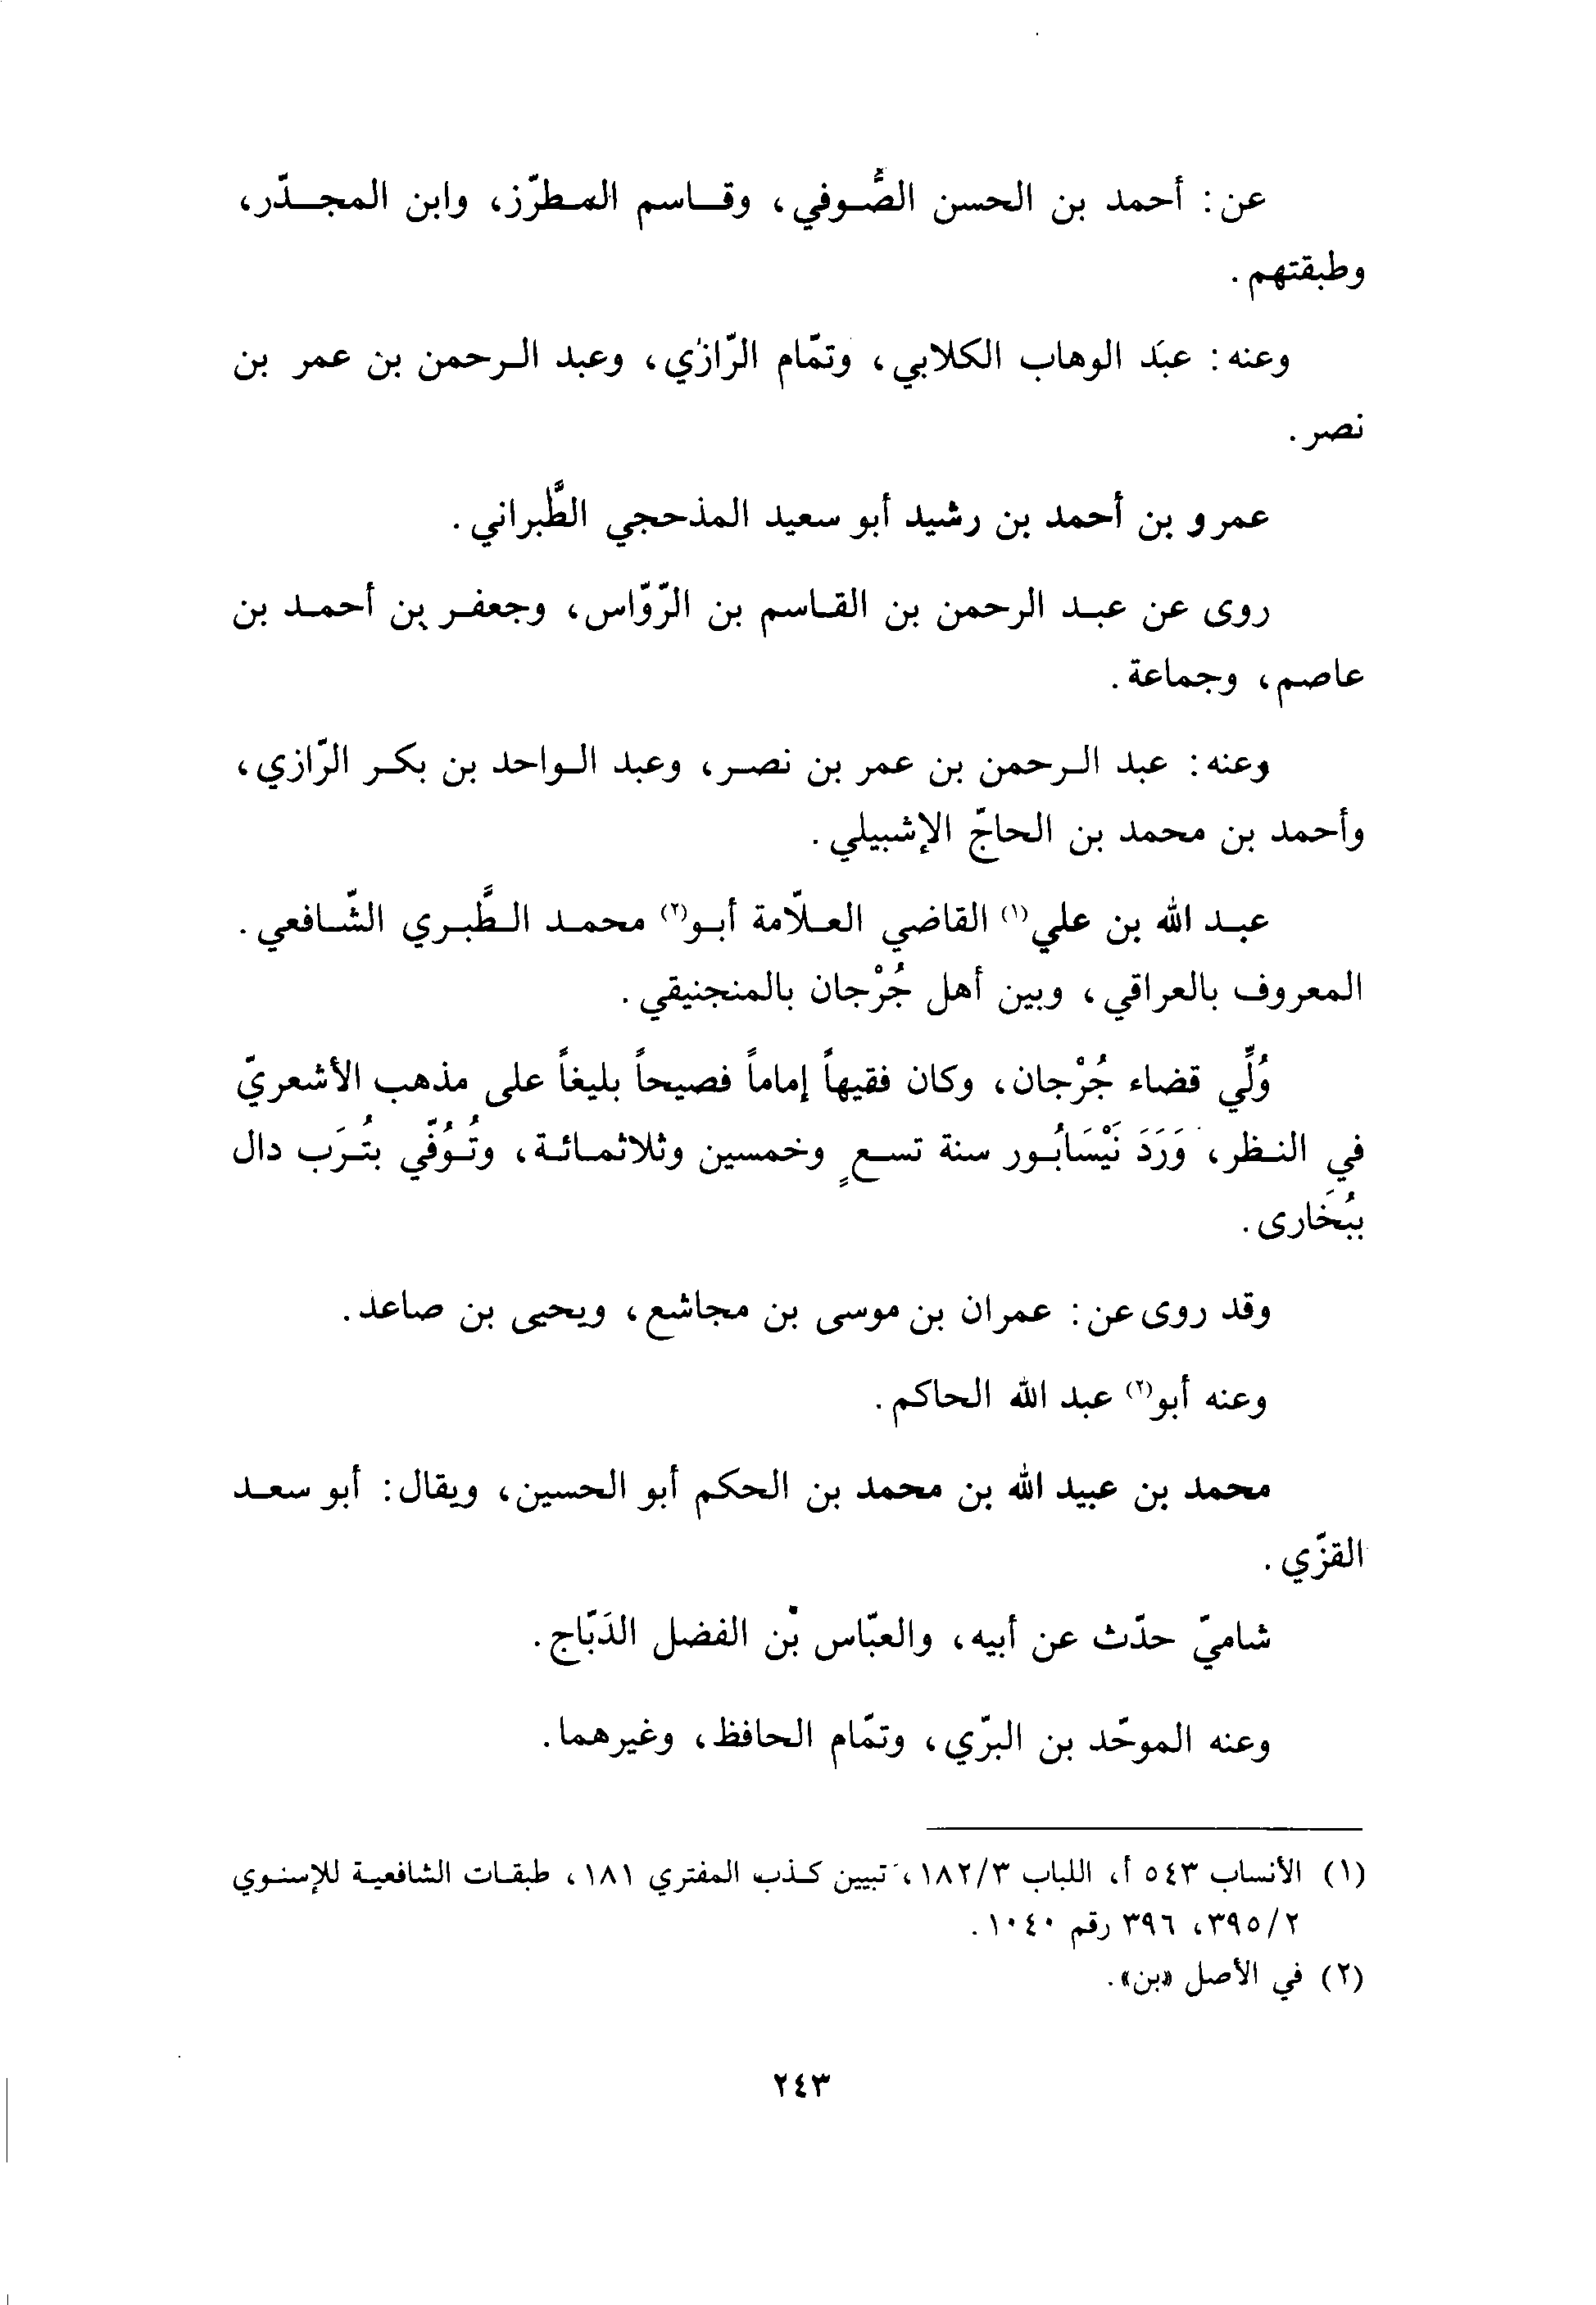 عن: أحمد بن الحسن الصُّوفي، وقاسم المطرّز، وابن المجدّر،
وطبقتهم.
وعنه: عبد الوهاب الكلابي، وتمّام الرّازي، وعبد الرحمن بن عمر بن
نصر.
عمرو بن أحمد بن رشيد أبو سعيد المذحجي الطَّبراني.
روى عن عبد الرحمن بن القاسم بن الرّوّاس، وجعفر بن أحمد بن
عاصم، وجماعة.
وعنه: عبد الرحمن بن عمر بن نصر، وعبد الواحد بن بكر الرّازي،
وأحمد بن محمد بن الحاجّ الإشبيلي.
عبد الله بن علي(١) القاضي العلّامة أبو(٢) محمد الطَّبري الشّافعي.
المعروف بالعراقي، وبين أهل جُرْجان بالمنجنيقي.
وُلِّي قضاء جُرْجان، وكان فقيهاً إماماً فصيحاً بليغاً على مذهب الأشعريّ
في النظر، وَرَدَ نَيْسَابُور سنة تسعٍ وخمسين وثلاثمائة، وتُوُفّي بتُرَب دال
ببُخَارى.
وقد روى عن: عمران بن موسى بن مجاشع، ويحيى بن صاعد.
وعنه أبو(٢) عبد الله الحاكم.
محمد بن عبيد الله بن محمد بن الحكم أبو الحسين، ويقال: أبو سعد
القزّي.
شاميّ حدّث عن أبيه، والعبّاس بْن الفضل الدَبّاج.
وعنه الموحّد بن البرّي، وتمّام الحافظ، وغيرهما.
(١) الأنساب ٥٤٣ أ، اللباب ١٨٢/٣، تبيين كذب المفتري ١٨١، طبقات الشافعية للإسنوي
٣٩٥/٢، ٣٩٦ رقم ١٠٤٠.
(٢) في الأصل «بن».
٢٤٣